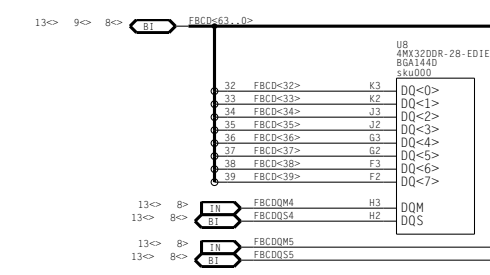 13<> 9<> 8<> BI FBCD<63..0>
U8
4MX32DDR-28-EDIE
BGA144D
sku000
32 FBCD<32> K3 DQ<0>
33 FBCD<33> K2 DQ<1>
34 FBCD<34> J3 DQ<2>
35 FBCD<35> J2 DQ<3>
36 FBCD<36> G3 DQ<4>
37 FBCD<37> G2 DQ<5>
38 FBCD<38> F3 DQ<6>
39 FBCD<39> F2 DQ<7>
13<> 8> IN FBCDQM4 H3 DQM
13<> 8<> BI FBCDQS4 H2 DQS
13<> 8> IN FBCDQM5
13<> 8<> BI FBCDQS5